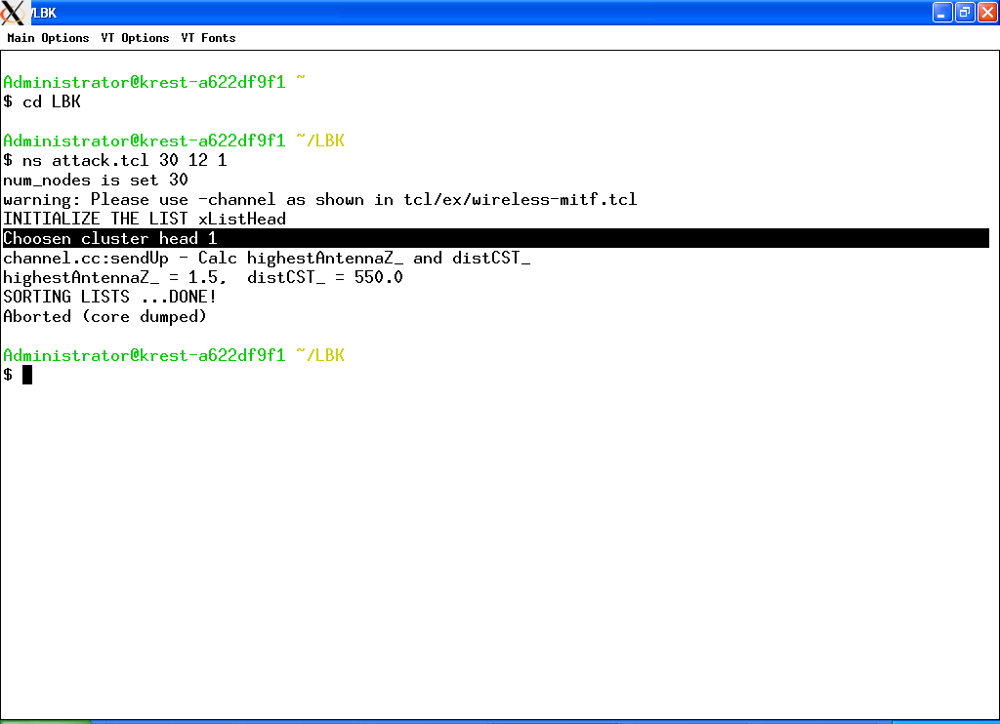 /LBK
Main Options VT Options VT Fonts
Administrator@krest-a622df9f1 ~
$ cd LBK
Administrator@krest-a622df9f1 ~/LBK
$ ns attack.tcl 30 12 1
num_nodes is set 30
warning: Please use -channel as shown in tcl/ex/wireless-mitf.tcl
INITIALIZE THE LIST xListHead
Choosen cluster head 1
channel.cc:sendUp - Calc highestAntennaZ_ and distCST_
highestAntennaZ_ = 1.5,  distCST_ = 550.0
SORTING LISTS ...DONE!
Aborted (core dumped)
Administrator@krest-a622df9f1 ~/LBK
$